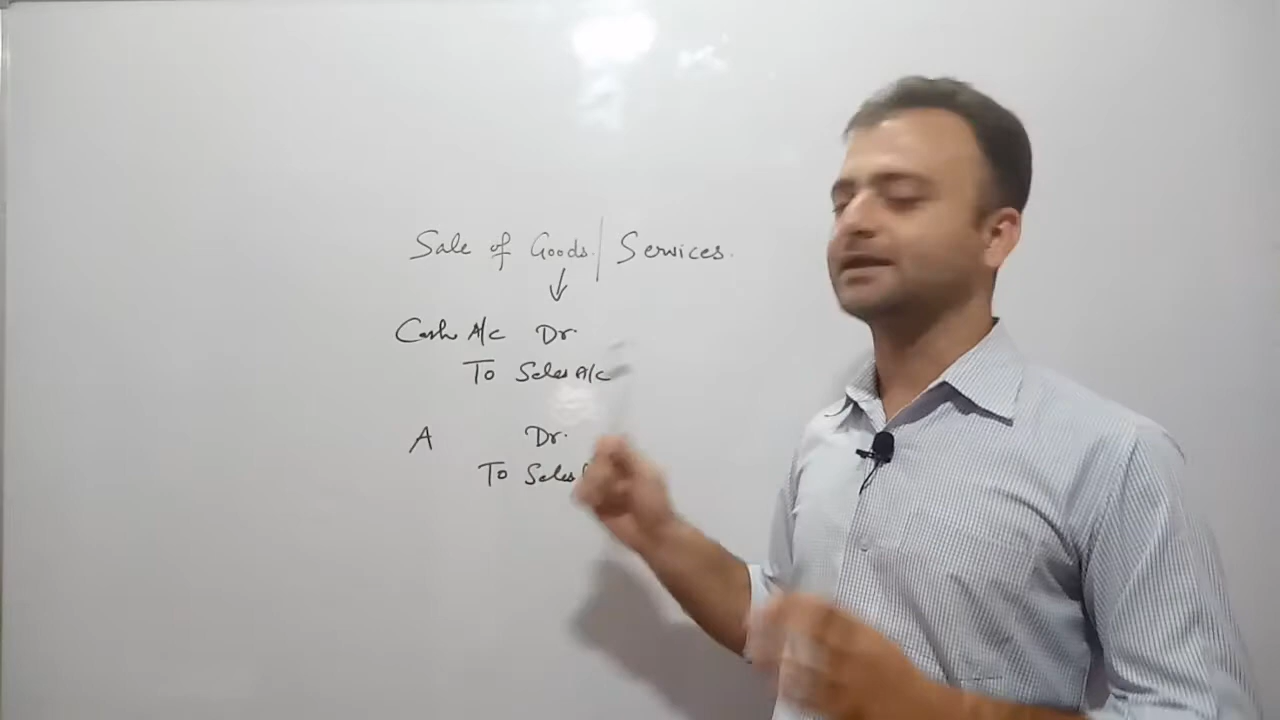 Sale of Goods. | Services.
Cash A/c Dr.
To Sales A/c
A Dr.
To Sales